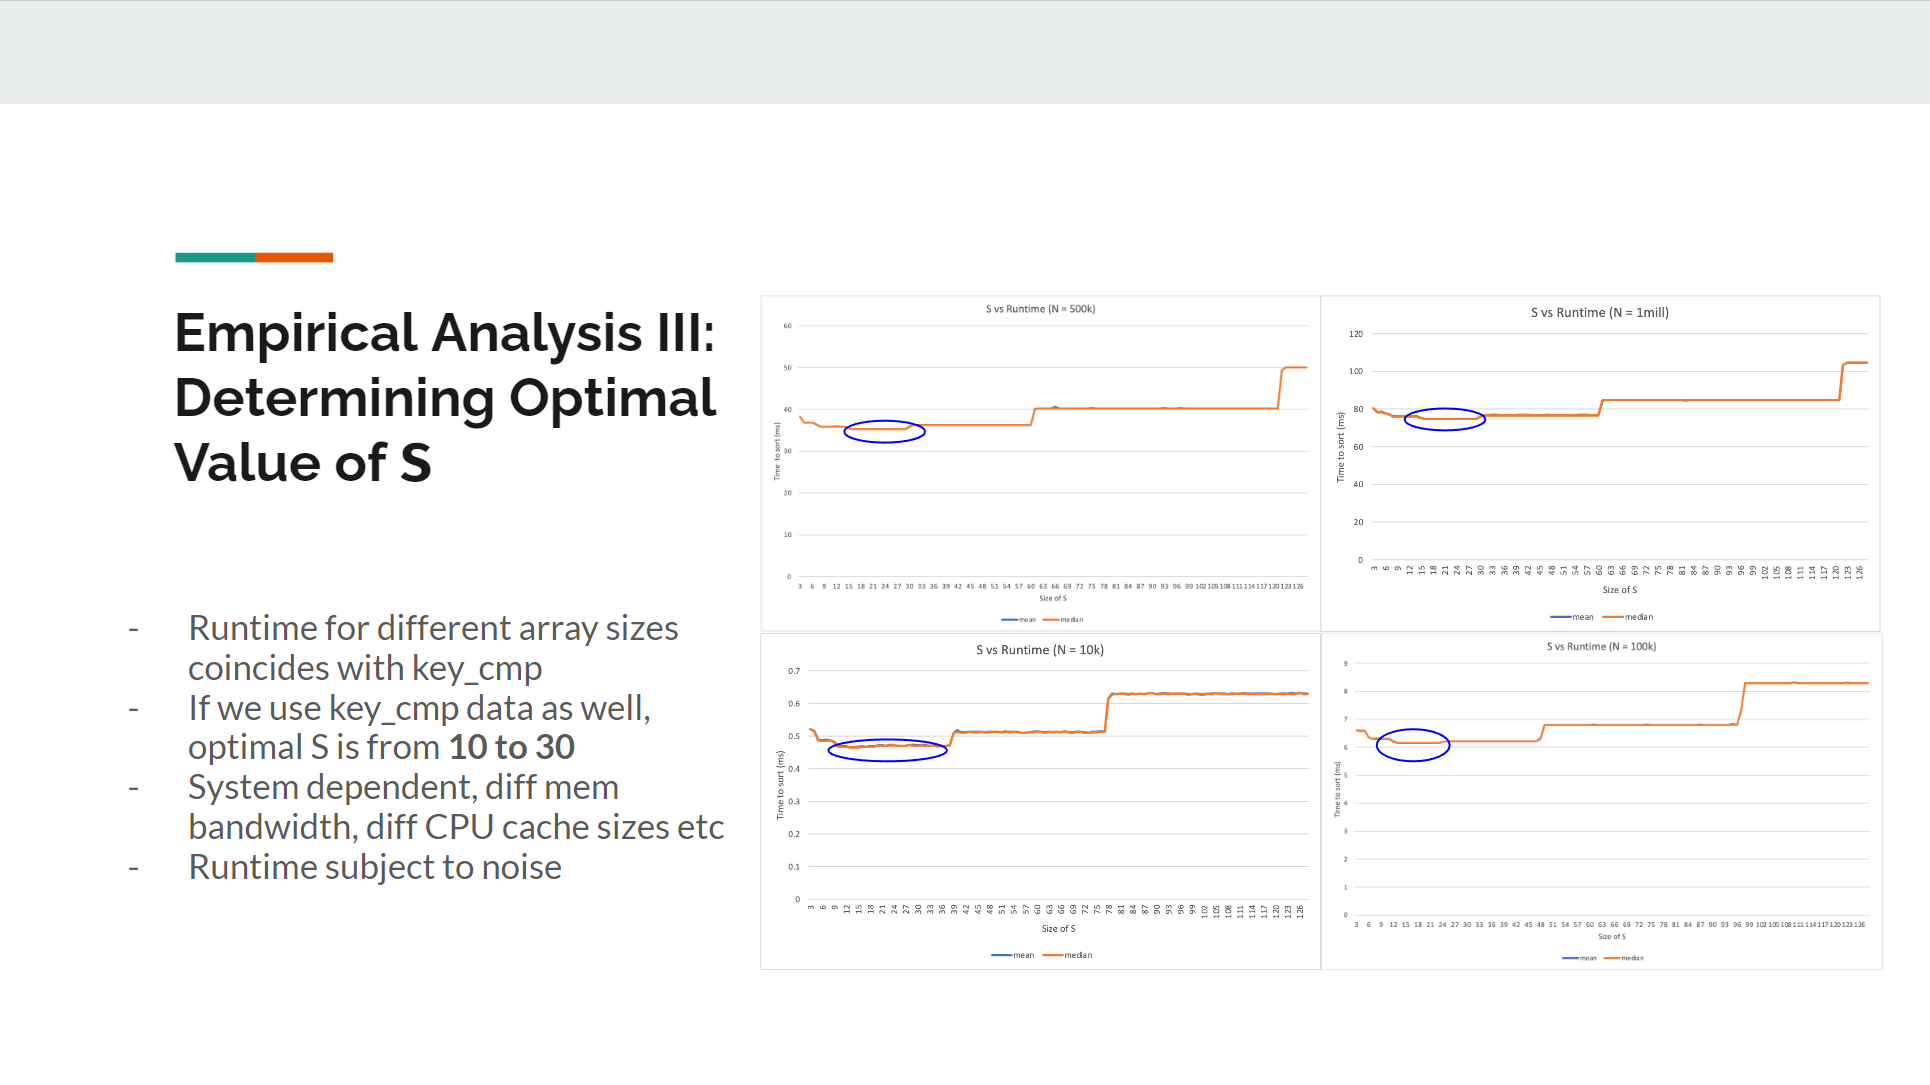 Empirical Analysis III:
Determining Optimal
Value of S
- Runtime for different array sizes
coincides with key_cmp
- If we use key_cmp data as well,
optimal S is from 10 to 30
- System dependent, diff mem
bandwidth, diff CPU cache sizes etc
- Runtime subject to noise
S vs Runtime (N = 500k)
60
50
40
30
20
10
0
Time to sort (ms)
3 6 9 12 15 18 21 24 27 30 33 36 39 42 45 48 51 54 57 60 63 66 69 72 75 78 81 84 87 90 93 96 99 102 105 108 111 114 117 120 123 126
Size of S
mean median
S vs Runtime (N = 1mill)
120
100
80
60
40
20
0
Time to sort (ms)
3 6 9 12 15 18 21 24 27 30 33 36 39 42 45 48 51 54 57 60 63 66 69 72 75 78 81 84 87 90 93 96 99 102 105 108 111 114 117 120 123 126
Size of S
mean median
S vs Runtime (N = 10k)
0.7
0.6
0.5
0.4
0.3
0.2
0.1
0
Time to sort (ms)
3 6 9 12 15 18 21 24 27 30 33 36 39 42 45 48 51 54 57 60 63 66 69 72 75 78 81 84 87 90 93 96 99 102 105 108 111 114 117 120 123 126
Size of S
mean median
S vs Runtime (N = 100k)
9
8
7
6
5
4
3
2
1
0
Time to sort (ms)
3 6 9 12 15 18 21 24 27 30 33 36 39 42 45 48 51 54 57 60 63 66 69 72 75 78 81 84 87 90 93 96 99 102 105 108 111 114 117 120 123 126
Size of S
mean median